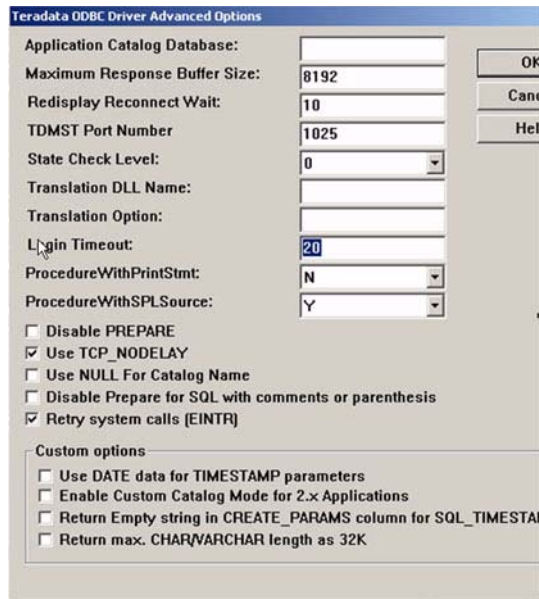 Teradata ODBC Driver Advanced Options
Application Catalog Database:
Maximum Response Buffer Size: 8192
Redisplay Reconnect Wait: 10
TDMST Port Number 1025
State Check Level: 0
Translation DLL Name:
Translation Option:
Login Timeout: 20
ProcedureWithPrintStmt: N
ProcedureWithSPLSource: Y
OK
Canc
Hel
Disable PREPARE
Use TCP_NODELAY
Use NULL For Catalog Name
Disable Prepare for SQL with comments or parenthesis
Retry system calls (EINTR)
Custom options
Use DATE data for TIMESTAMP parameters
Enable Custom Catalog Mode for 2.x Applications
Return Empty string in CREATE_PARAMS column for SQL_TIMESTA
Return max. CHAR/VARCHAR length as 32K